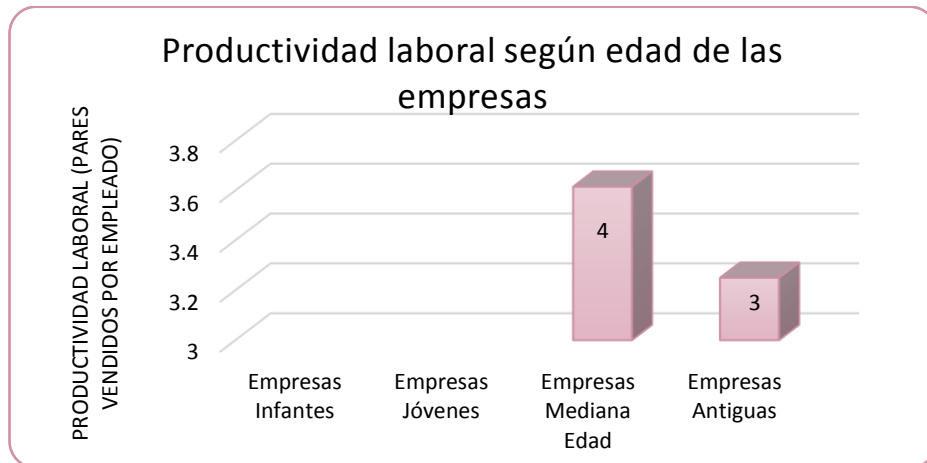 Productividad laboral según edad de las
empresas
PRODUCTIVIDAD LABORAL (PARES
VENDIDOS POR EMPLEADO)
3.8
3.6
3.4
3.2
3
4
3
Empresas
Infantes
Empresas
Jóvenes
Empresas
Mediana
Edad
Empresas
Antiguas